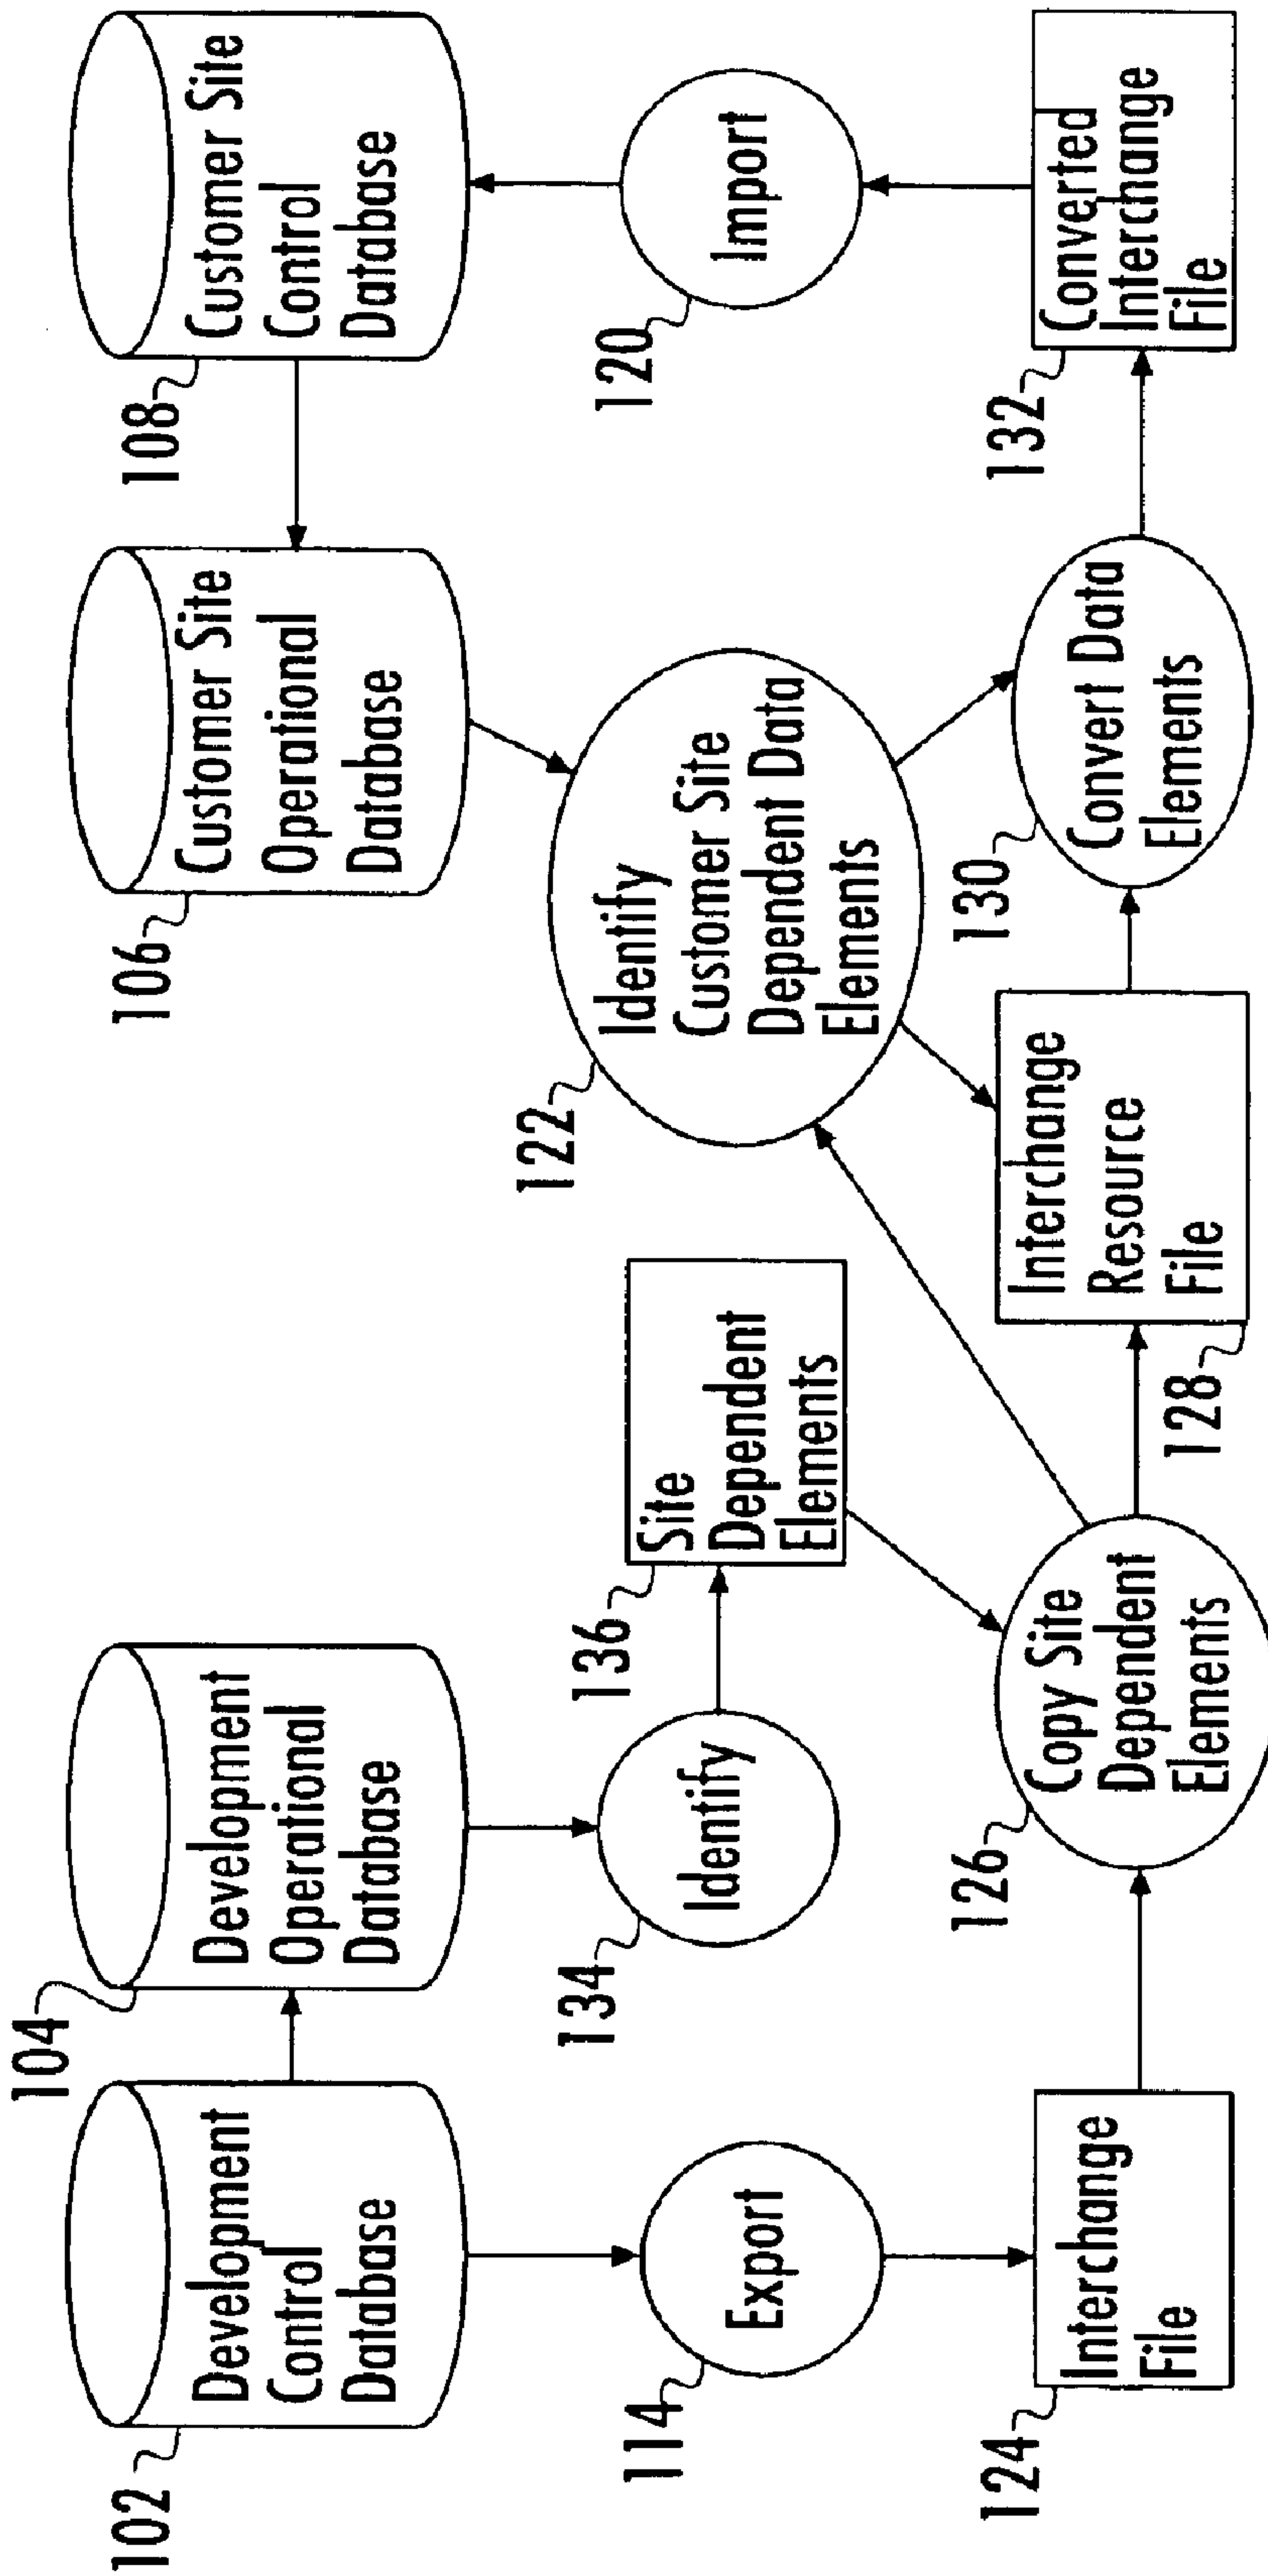 102
Development
Control
Database
104
Development
Operational
Database
106
Customer Site
Operational
Database
108
Customer Site
Control
Database
114
Export
134
Identify
136
Site
Dependent
Elements
122
Identify
Customer Site
Dependent Data
Elements
120
Import
124
Interchange
File
126
Copy Site
Dependent
Elements
128
Interchange
Resource
File
130
Convert Data
Elements
132
Converted
Interchange
File